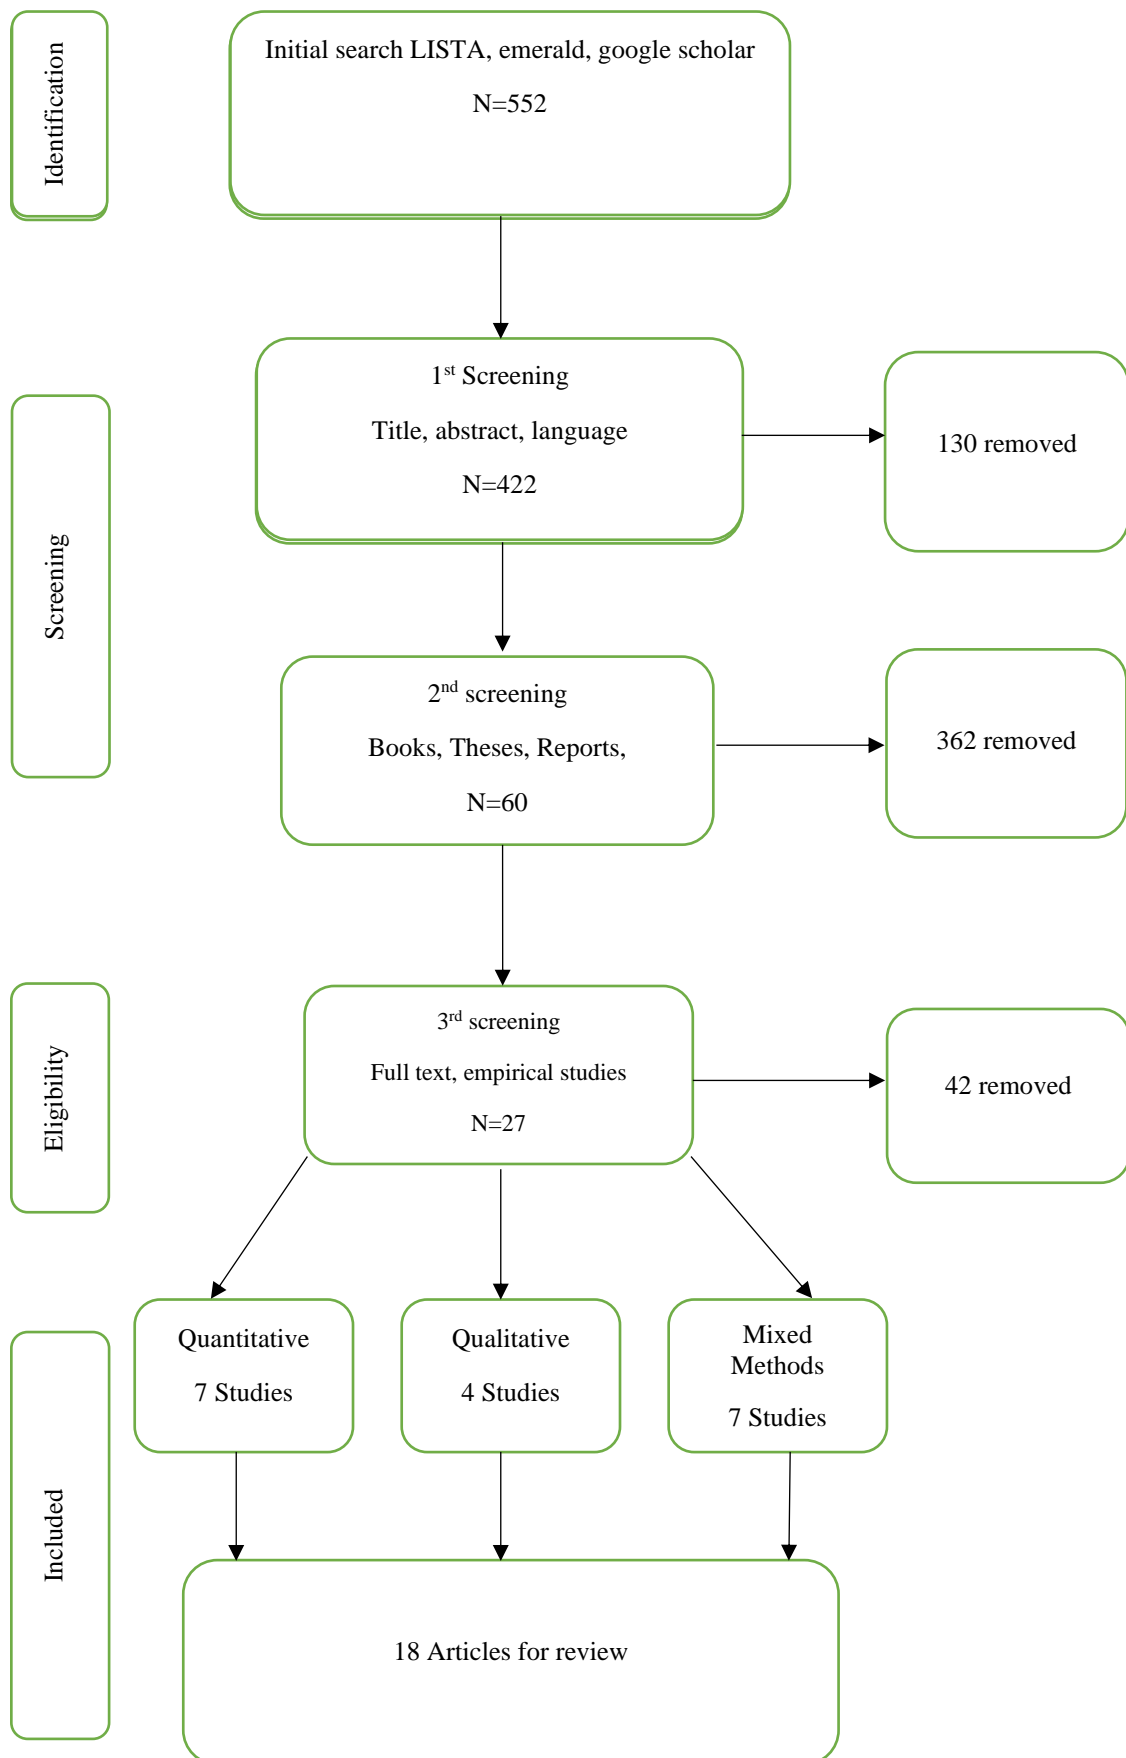 Identification
Initial search LISTA, emerald, google scholar
N=552
Screening
1st Screening
Title, abstract, language
N=422
130 removed
2nd screening
Books, Theses, Reports,
N=60
362 removed
Eligibility
3rd screening
Full text, empirical studies
N=27
42 removed
Included
Quantitative
7 Studies
Qualitative
4 Studies
Mixed
Methods
7 Studies
18 Articles for review